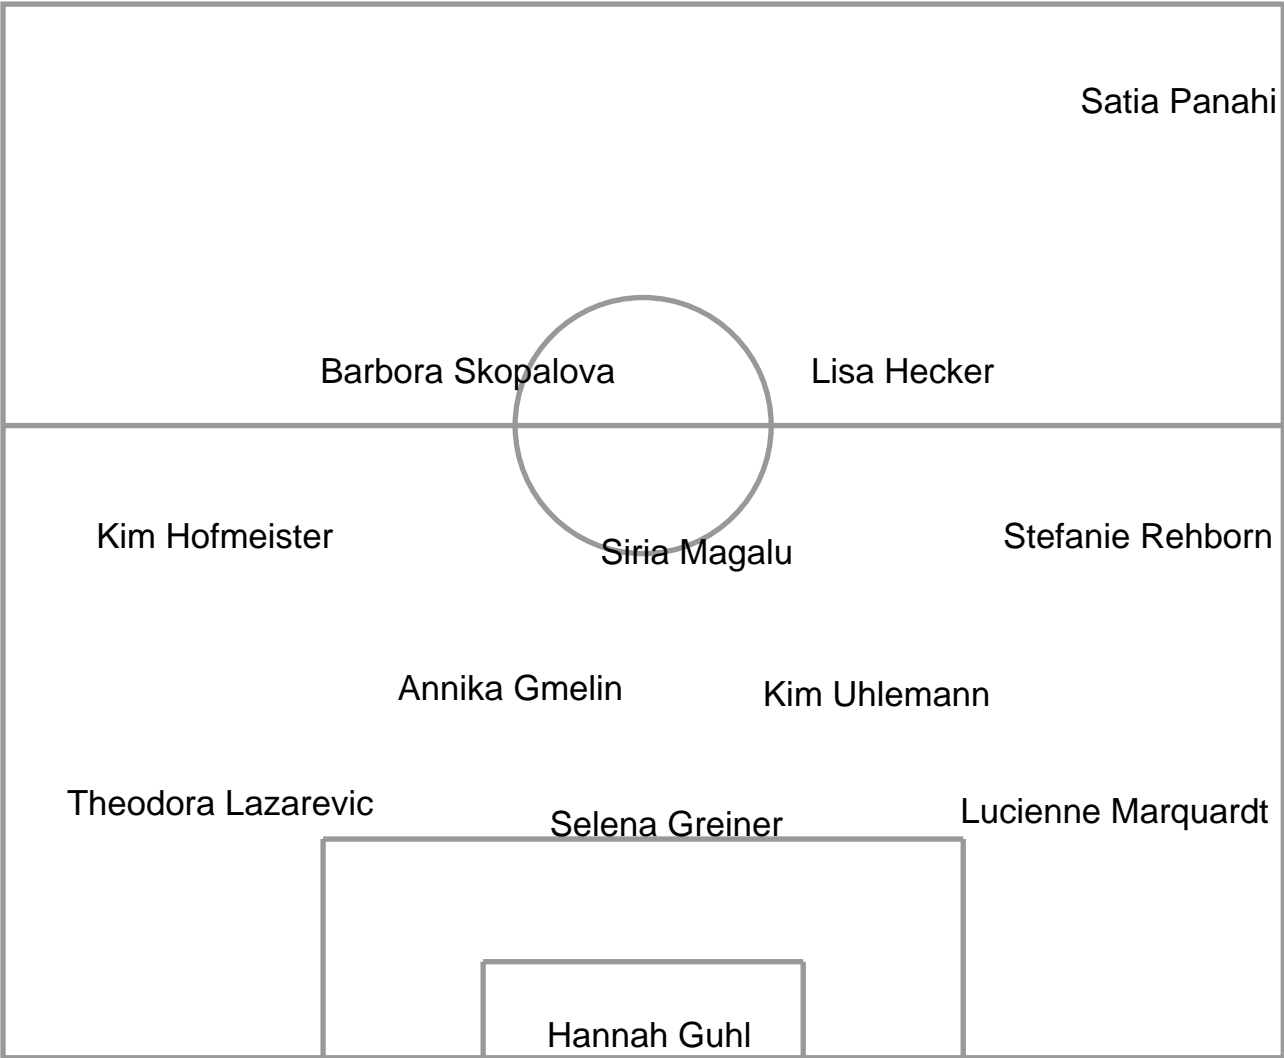 Satia Panahi
Barbora Skopalova
Lisa Hecker
Kim Hofmeister
Siria Magalu
Stefanie Rehborn
Annika Gmelin
Kim Uhlemann
Theodora Lazarevic
Selena Greiner
Lucienne Marquardt
Hannah Guhl